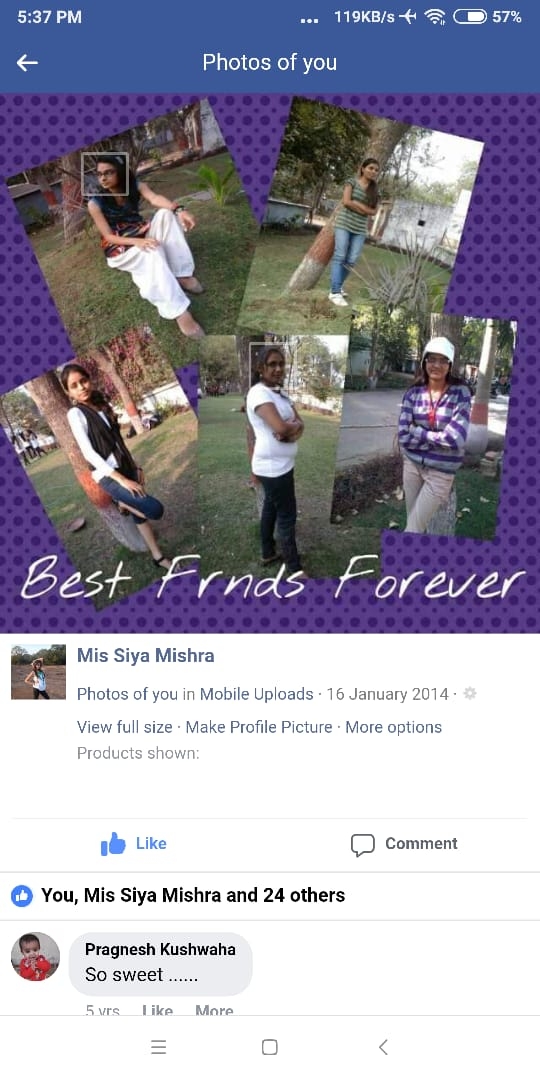 5:37 PM ... 119KB/s 57%
Photos of you
Best Frnds Forever
Mis Siya Mishra
Photos of you in Mobile Uploads · 16 January 2014 ·
View full size · Make Profile Picture · More options
Products shown:
Like Comment
You, Mis Siya Mishra and 24 others
Pragnesh Kushwaha
So sweet ......
5 yrs Like More